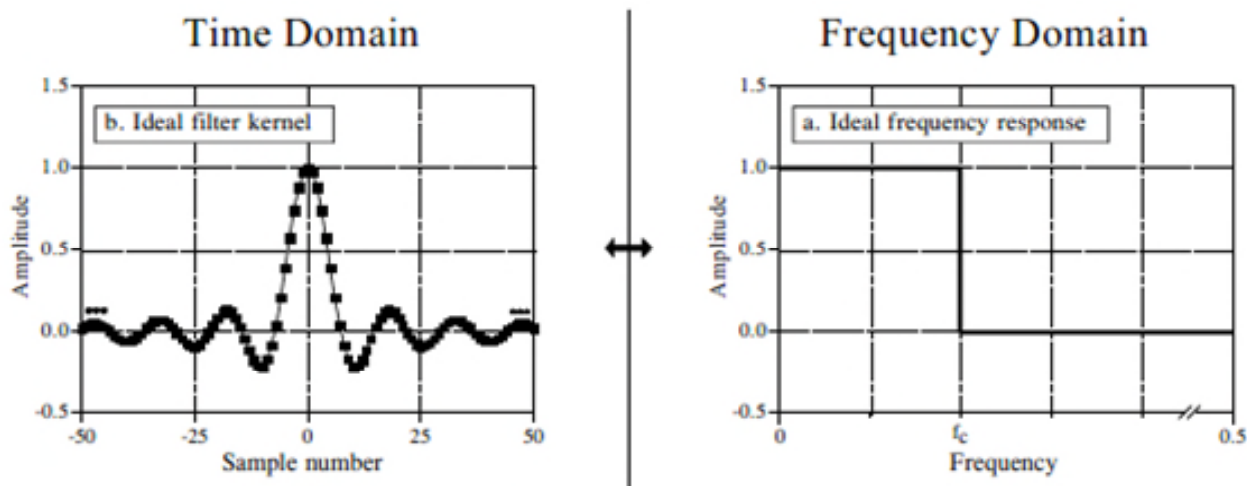 Time Domain
b. Ideal filter kernel
1.5
1.0
0.5
0.0
-0.5
Amplitude
-50
-25
0
25
50
Sample number
Frequency Domain
a. Ideal frequency response
1.5
1.0
0.5
0.0
-0.5
Amplitude
0
fc
0.5
Frequency